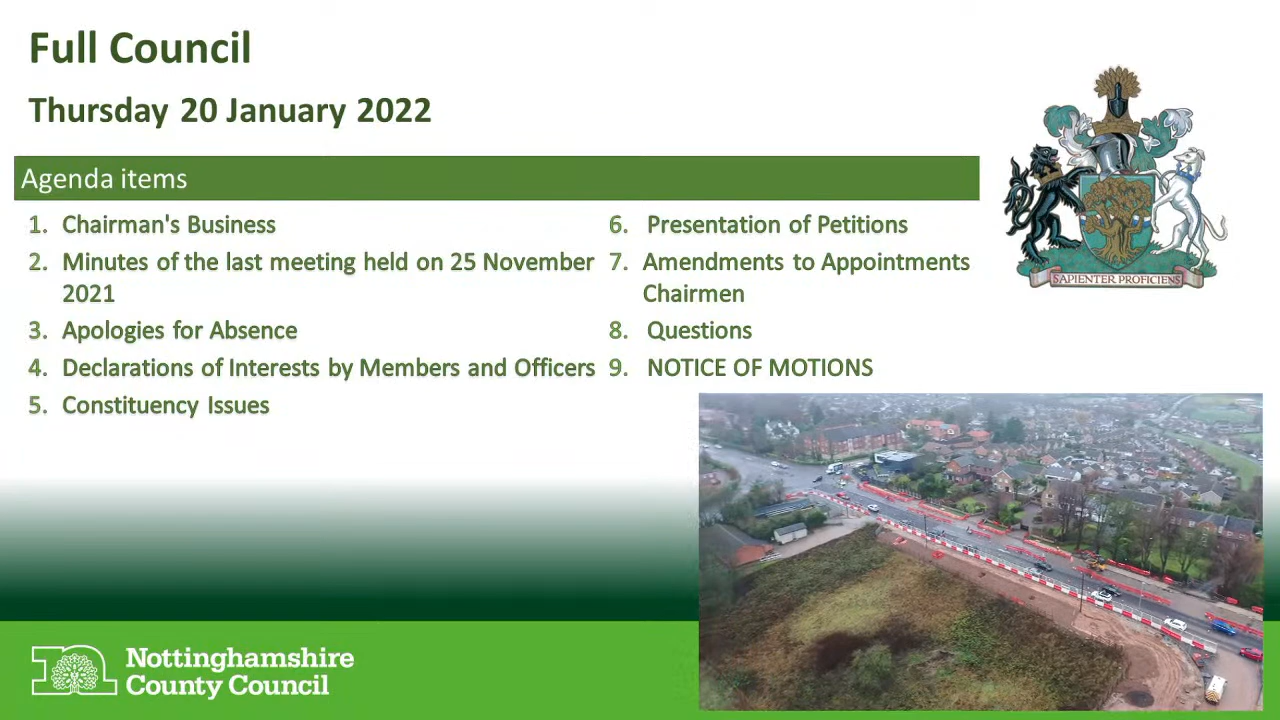 Full Council
Thursday 20 January 2022
Agenda items
1. Chairman's Business
2. Minutes of the last meeting held on 25 November
2021
3. Apologies for Absence
4. Declarations of Interests by Members and Officers
5. Constituency Issues
6. Presentation of Petitions
7. Amendments to Appointments
Chairmen
8. Questions
9. NOTICE OF MOTIONS
SAPIENTER PROFICIENS
Nottinghamshire
County Council